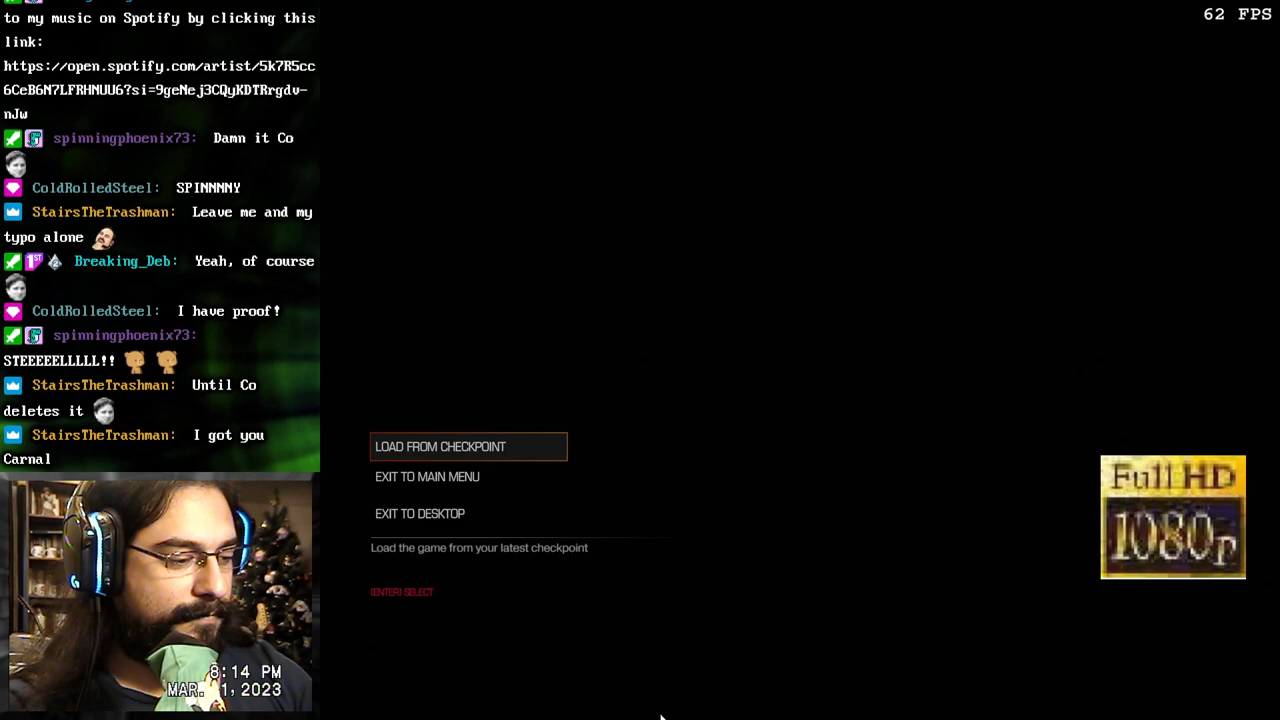 to my music on Spotify by clicking this
link:
https://open.spotify.com/artist/5k7R5cc
6CeB6N7LFRHNUU6?si=9geNej3CQyKDTRrgdv-
nJw
spinningphoenix73: Damn it Co
ColdRolledSteel: SPINNNNY
StairsTheTrashman: Leave me and my
typo alone
1ST Breaking_Deb: Yeah, of course
ColdRolledSteel: I have proof!
spinningphoenix73:
STEEEEELLLLL!!
StairsTheTrashman: Until Co
deletes it
StairsTheTrashman: I got you
Carnal
62 FPS
LOAD FROM CHECKPOINT
EXIT TO MAIN MENU
EXIT TO DESKTOP
Load the game from your latest checkpoint
[ENTER] SELECT
Full HD
1080p
8:14 PM
MAR. 1, 2023